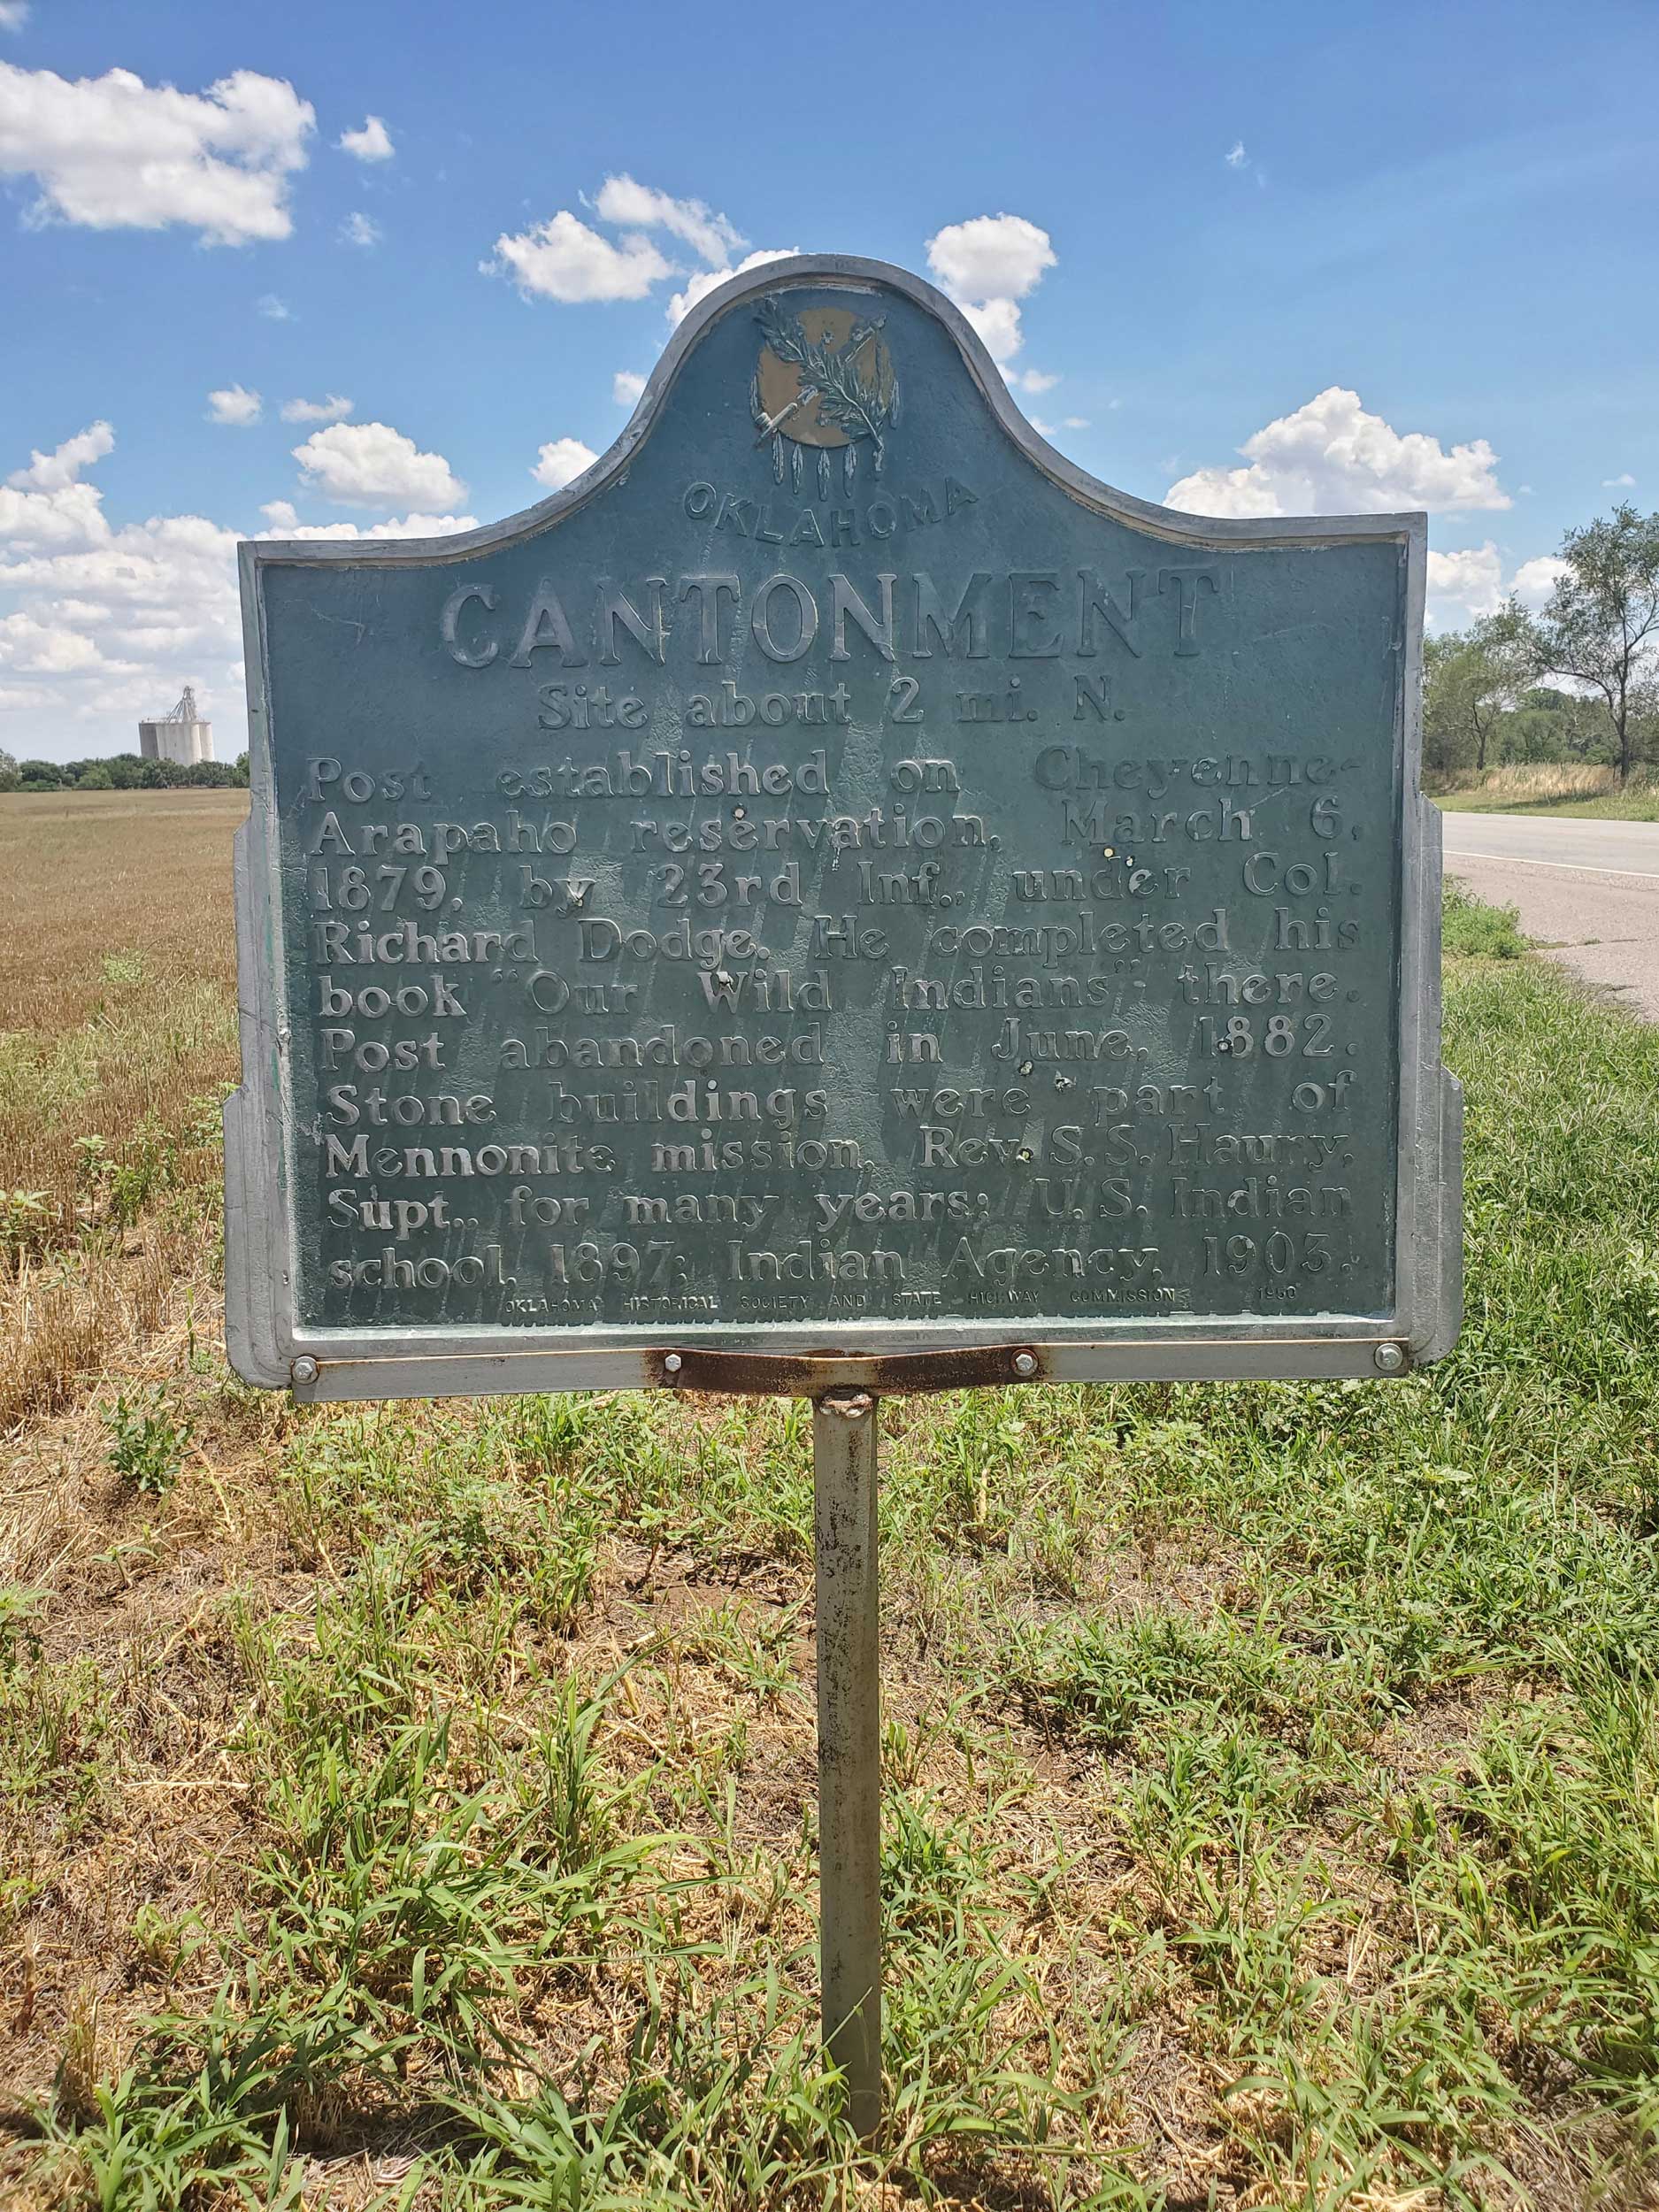 OKLAHOMA
CANTONMENT
Site about 2 mi. N.
Post established on Cheyenne-
Arapaho reservation, March 6,
1879, by 23rd Inf., under Col.
Richard Dodge. He completed his
book "Our Wild Indians" there.
Post abandoned in June, 1882.
Stone buildings were part of
Mennonite mission, Rev. S. S. Haury,
Supt., for many years; U. S. Indian
school, 1897; Indian Agency, 1903.
OKLAHOMA HISTORICAL SOCIETY AND STATE HIGHWAY COMMISSION 1950